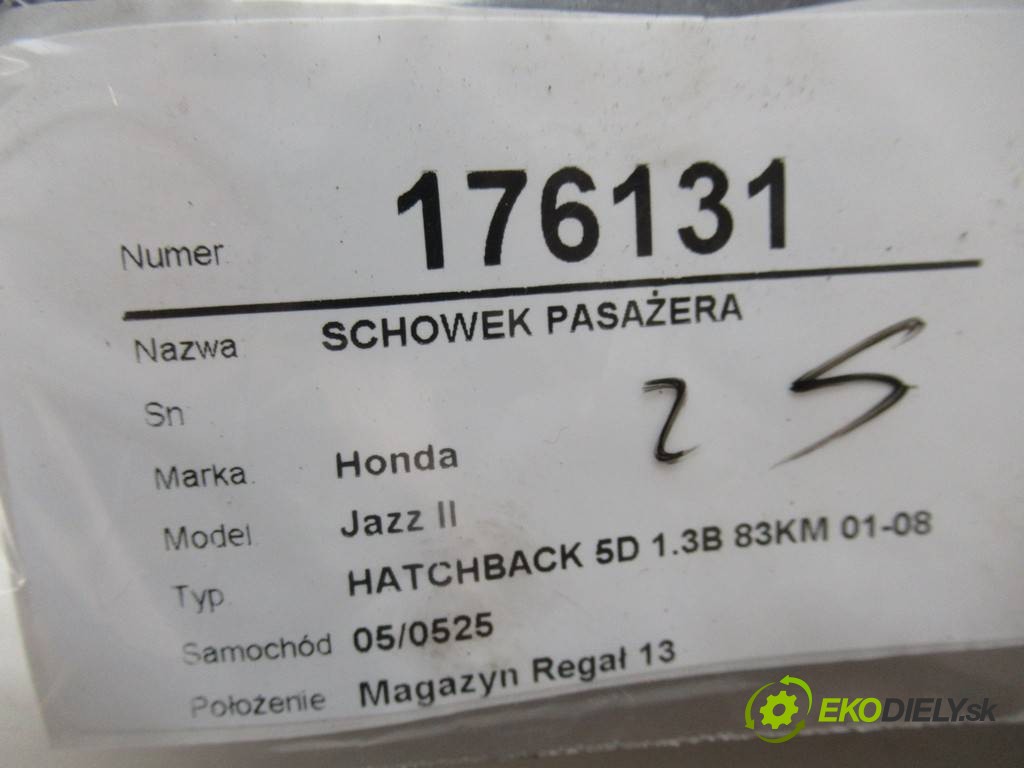 Numer 176131
Nazwa SCHOWEK PASAŻERA
Sn
25
Marka Honda
Model Jazz II
Typ HATCHBACK 5D 1.3B 83KM 01-08
Samochód 05/0525
Położenie Magazyn Regał 13
EKODIELY.sk